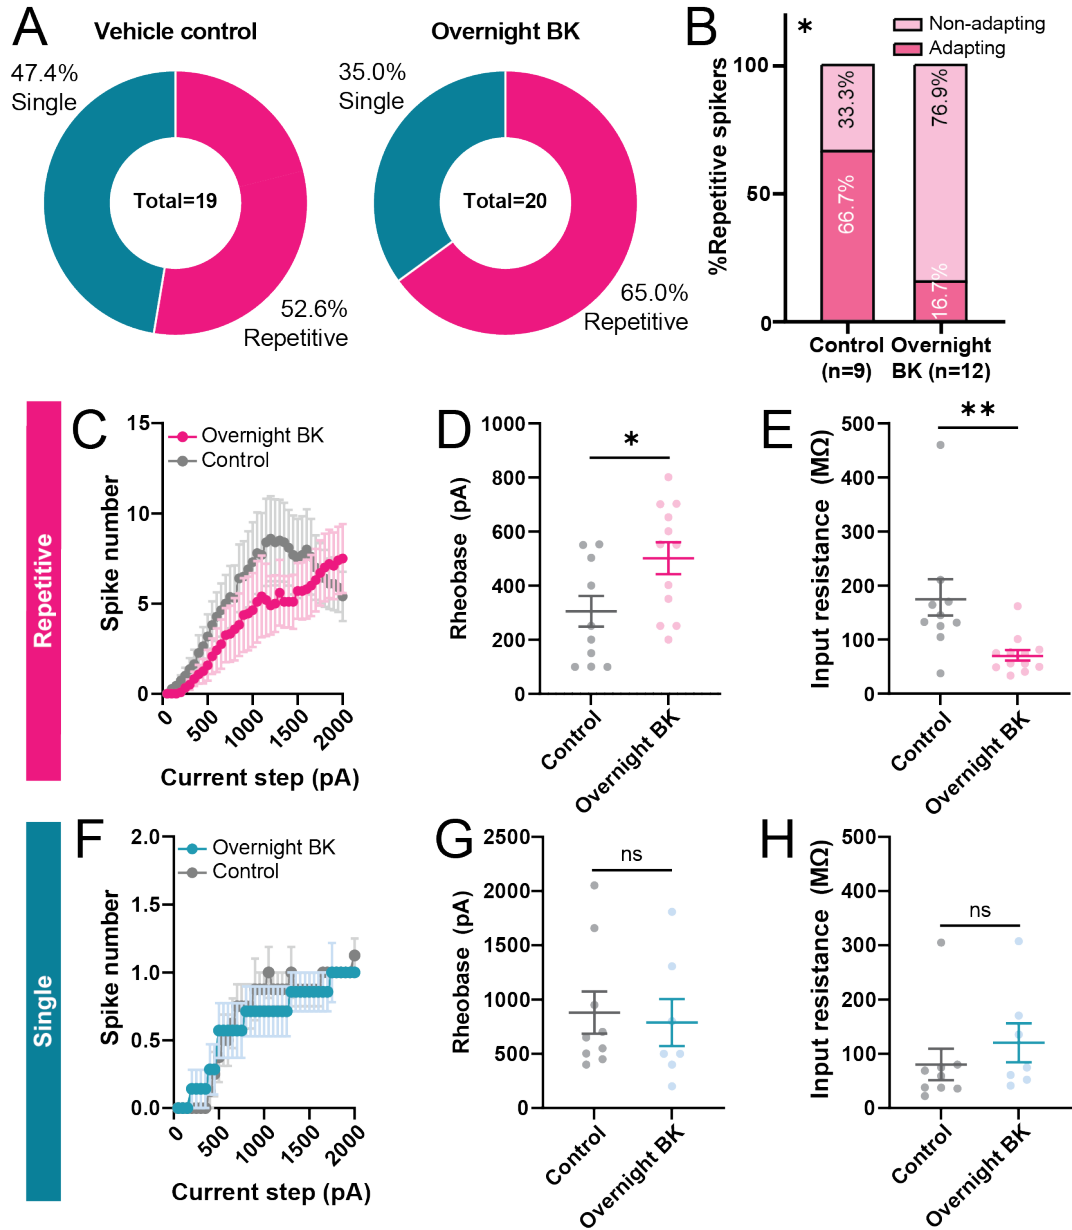 A
Vehicle control
47.4%
Single
Total=19
52.6%
Repetitive
Overnight BK
35.0%
Single
Total=20
65.0%
Repetitive
B
*
Non-adapting
Adapting
%Repetitive spikers
100
50
0
33.3%
66.7%
76.9%
16.7%
Control
(n=9)
Overnight
BK (n=12)
Repetitive
C
Overnight BK
Control
Spike number
15
10
5
0
0
500
1000
1500
2000
Current step (pA)
D
*
Rheobase (pA)
1000
800
600
400
200
0
Control
Overnight BK
E
**
Input resistance (MΩ)
500
400
300
200
100
0
Control
Overnight BK
Single
F
Overnight BK
Control
Spike number
2.0
1.5
1.0
0.5
0.0
0
500
1000
1500
2000
Current step (pA)
G
ns
Rheobase (pA)
2500
2000
1500
1000
500
0
Control
Overnight BK
H
ns
Input resistance (MΩ)
500
400
300
200
100
0
Control
Overnight BK